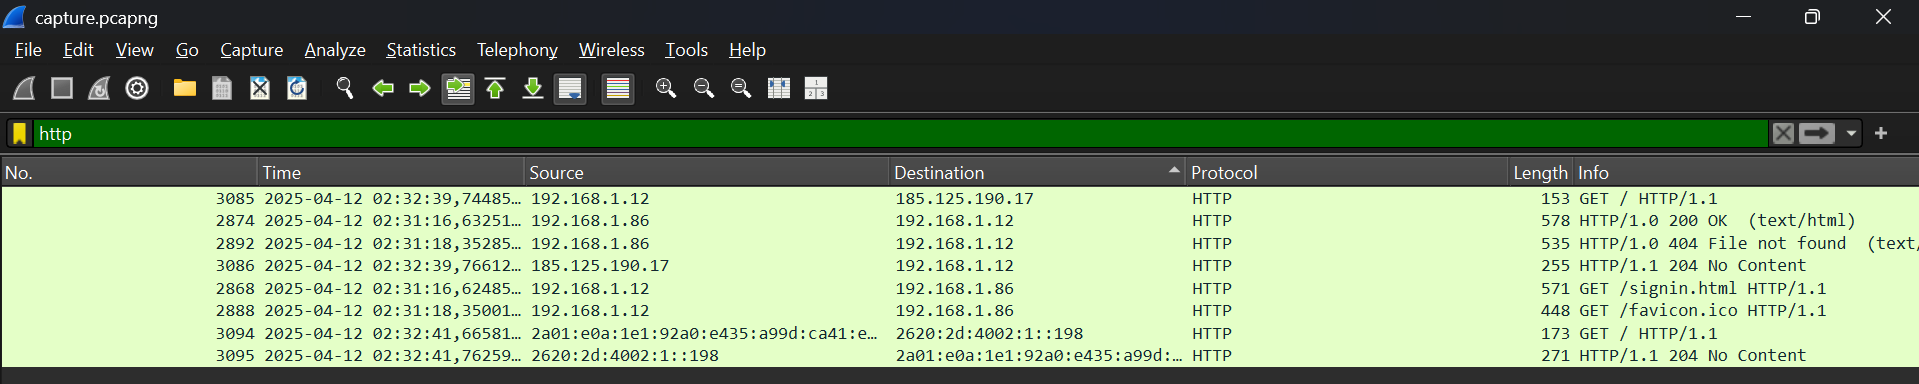 capture.pcapng
File Edit View Go Capture Analyze Statistics Telephony Wireless Tools Help
http
No. Time Source Destination Protocol Length Info
3085 2025-04-12 02:32:39,74485… 192.168.1.12 185.125.190.17 HTTP 153 GET / HTTP/1.1
2874 2025-04-12 02:31:16,63251… 192.168.1.86 192.168.1.12 HTTP 578 HTTP/1.0 200 OK (text/html)
2892 2025-04-12 02:31:18,35285… 192.168.1.86 192.168.1.12 HTTP 535 HTTP/1.0 404 File not found (text/
3086 2025-04-12 02:32:39,76612… 185.125.190.17 192.168.1.12 HTTP 255 HTTP/1.1 204 No Content
2868 2025-04-12 02:31:16,62485… 192.168.1.12 192.168.1.86 HTTP 571 GET /signin.html HTTP/1.1
2888 2025-04-12 02:31:18,35001… 192.168.1.12 192.168.1.86 HTTP 448 GET /favicon.ico HTTP/1.1
3094 2025-04-12 02:32:41,66581… 2a01:e0a:1e1:92a0:e435:a99d:ca41:e… 2620:2d:4002:1::198 HTTP 173 GET / HTTP/1.1
3095 2025-04-12 02:32:41,76259… 2620:2d:4002:1::198 2a01:e0a:1e1:92a0:e435:a99d:… HTTP 271 HTTP/1.1 204 No Content